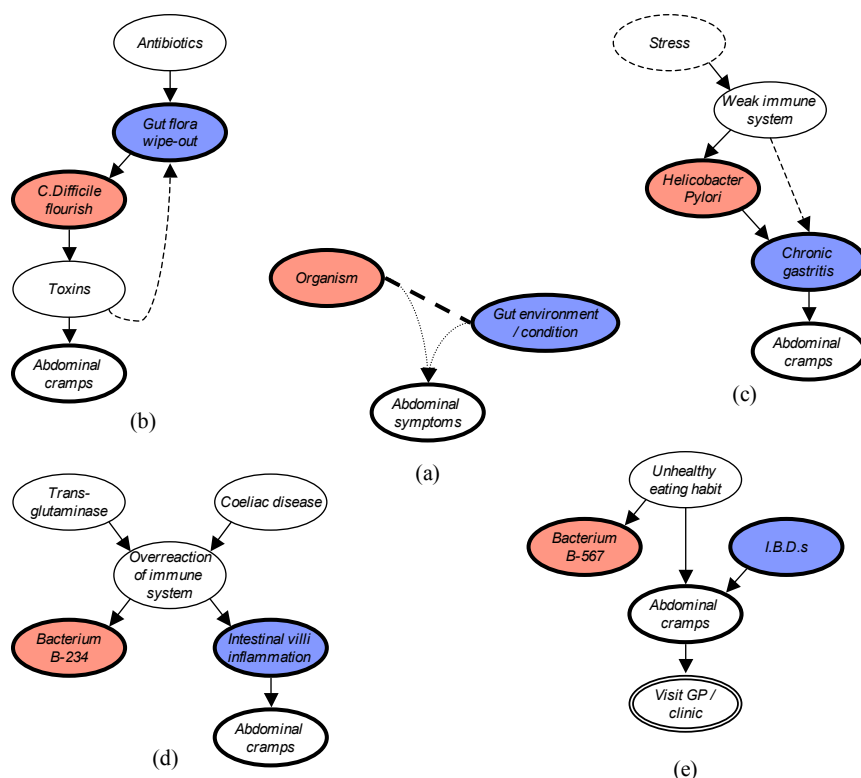 Antibiotics
Gut flora
wipe-out
C.Difficile
flourish
Toxins
Abdominal
cramps
(b)
Organism
Gut environment
/ condition
Abdominal
symptoms
(a)
Stress
Weak immune
system
Helicobacter
Pylori
Chronic
gastritis
Abdominal
cramps
(c)
Trans-
glutaminase
Coeliac disease
Overreaction
of immune
system
Bacterium
B-234
Intestinal villi
inflammation
Abdominal
cramps
(d)
Unhealthy
eating habit
Bacterium
B-567
I.B.D.s
Abdominal
cramps
Visit GP /
clinic
(e)